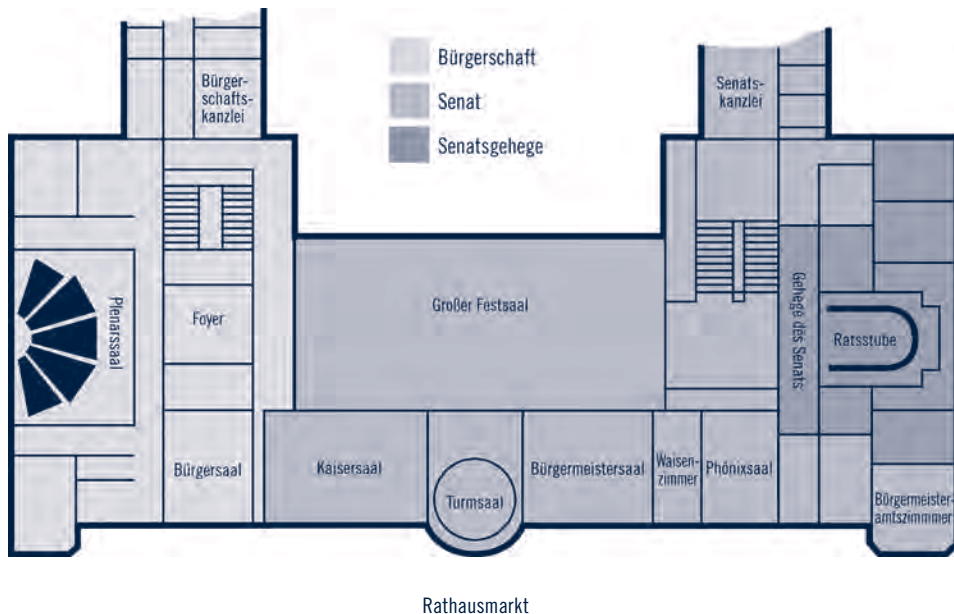 Bürgerschaft
Senat
Senatsgehege
Bürger-
schafts-
kanzlei
Senats-
kanzlei
Plenarssaal
Foyer
Großer Festsaal
Gehege des Senats
Ratsstube
Bürgersaal
Kaisersaal
Turmsaal
Bürgermeistersaal
Waisen-
zimmer
Phönixsaal
Bürgermeister-
amtszimmmer
Rathausmarkt